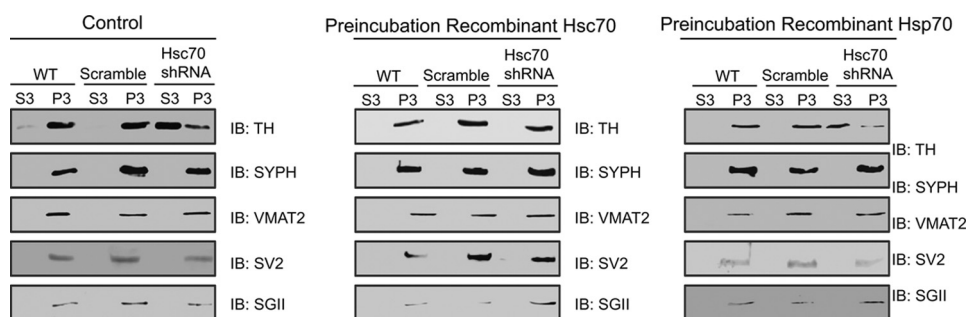 Control
WT Scramble Hsc70 shRNA
S3 P3 S3 P3 S3 P3
IB: TH
IB: SYPH
IB: VMAT2
IB: SV2
IB: SGII
Preincubation Recombinant Hsc70
WT Scramble Hsc70 shRNA
S3 P3 S3 P3 S3 P3
IB: TH
IB: SYPH
IB: VMAT2
IB: SV2
IB: SGII
Preincubation Recombinant Hsp70
WT Scramble Hsc70 shRNA
S3 P3 S3 P3 S3 P3
IB: TH
IB: SYPH
IB: VMAT2
IB: SV2
IB: SGII